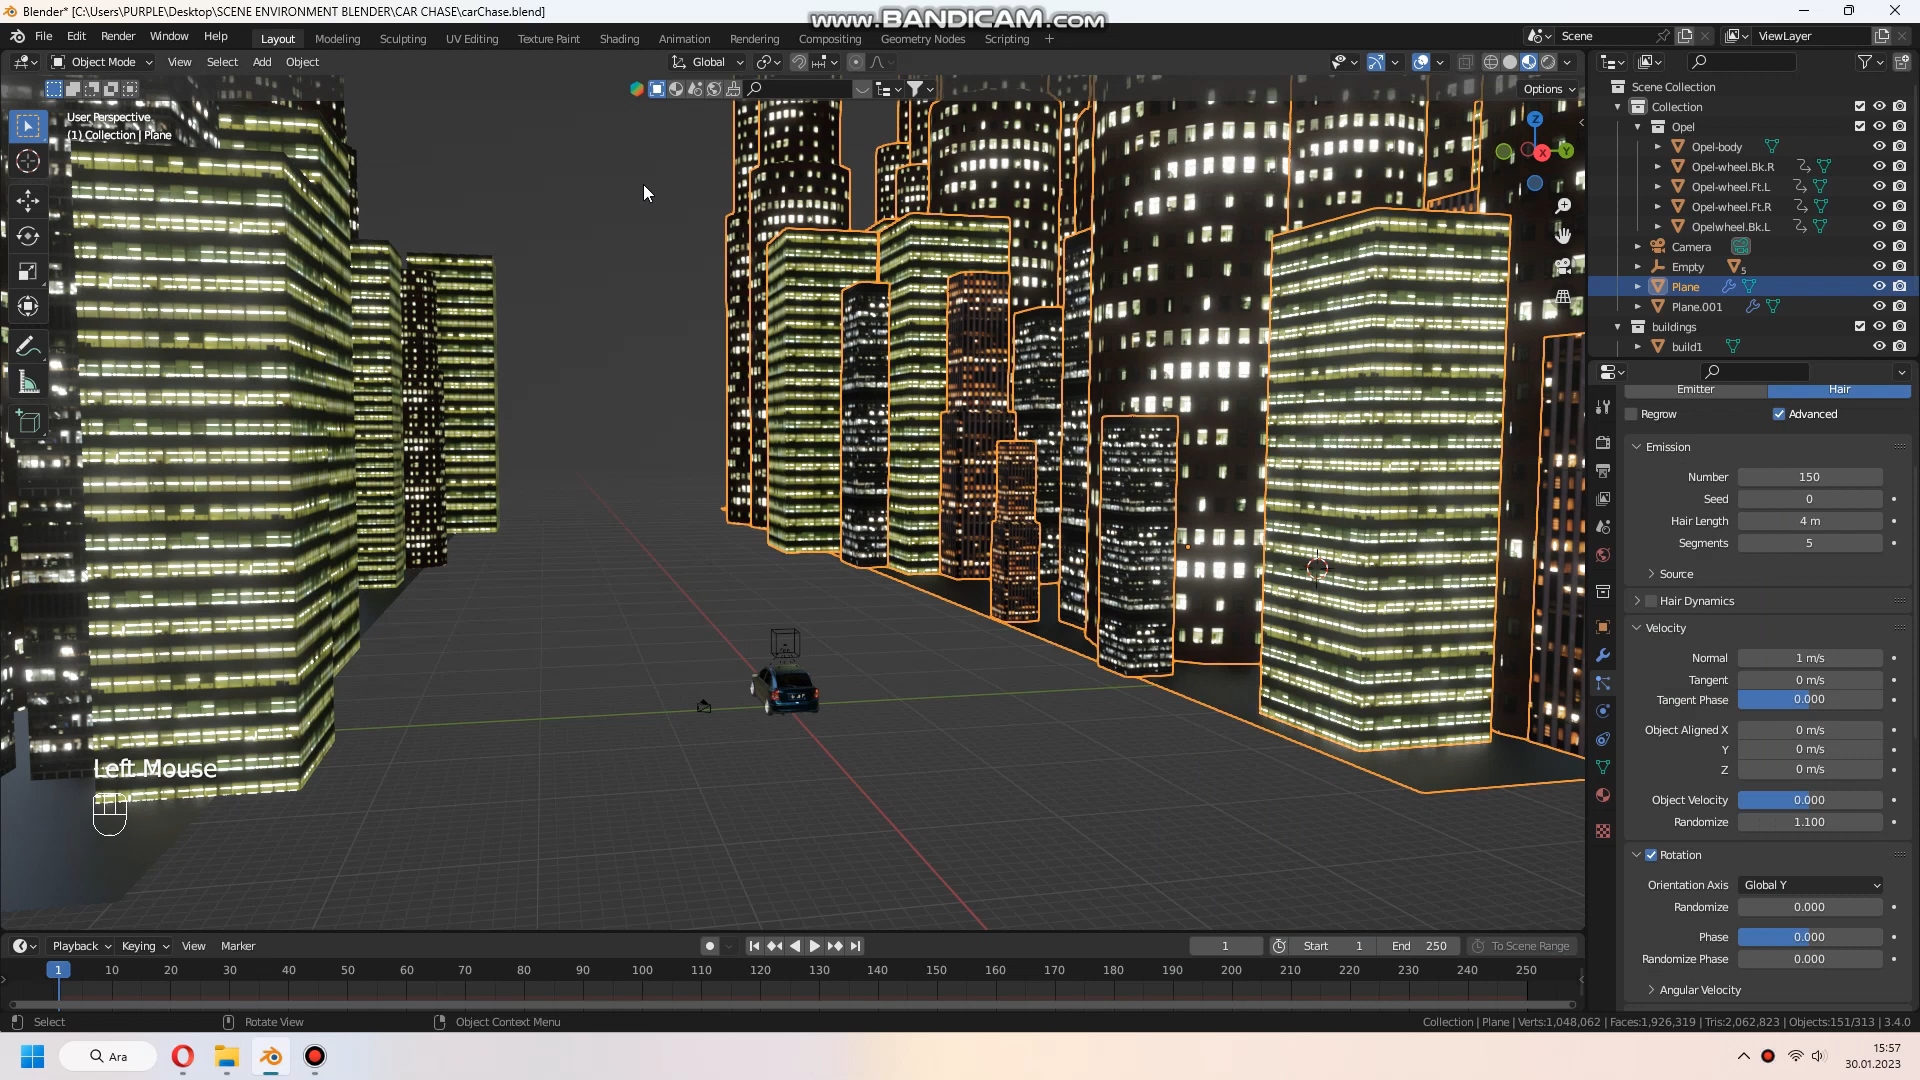 Blender* [C:\Users\PURPLE\Desktop\SCENE ENVIRONMENT BLENDER\CAR CHASE\carChase.blend]
www.BANDICAM.com
File Edit Render Window Help
Layout Modeling Sculpting UV Editing Texture Paint Shading Animation Rendering Compositing Geometry Nodes Scripting +
Scene
ViewLayer
Object Mode View Select Add Object
Global
Options
User Perspective
(1) Collection | Plane
Z
X
Y
Scene Collection
Collection
Opel
Opel-body
Opel-wheel.Bk.R
Opel-wheel.Ft.L
Opel-wheel.Ft.R
Opelwheel.Bk.L
Camera
Empty 5
Plane
Plane.001
buildings
build1
Emitter Hair
Regrow Advanced
Emission
Number 150
Seed 0
Hair Length 4 m
Segments 5
Source
Hair Dynamics
Velocity
Normal 1 m/s
Tangent 0 m/s
Tangent Phase 0.000
Object Aligned X 0 m/s
Y 0 m/s
Z 0 m/s
Object Velocity 0.000
Randomize 1.100
Rotation
Orientation Axis Global Y
Randomize 0.000
Phase 0.000
Randomize Phase 0.000
Angular Velocity
Left Mouse
Playback Keying View Marker
1 Start 1 End 250 To Scene Range
1 10 20 30 40 50 60 70 80 90 100 110 120 130 140 150 160 170 180 190 200 210 220 230 240 250
Select Rotate View Object Context Menu
Collection | Plane | Verts:1,048,062 | Faces:1,926,319 | Tris:2,062,823 | Objects:151/313 | 3.4.0
Ara
15:57
30.01.2023